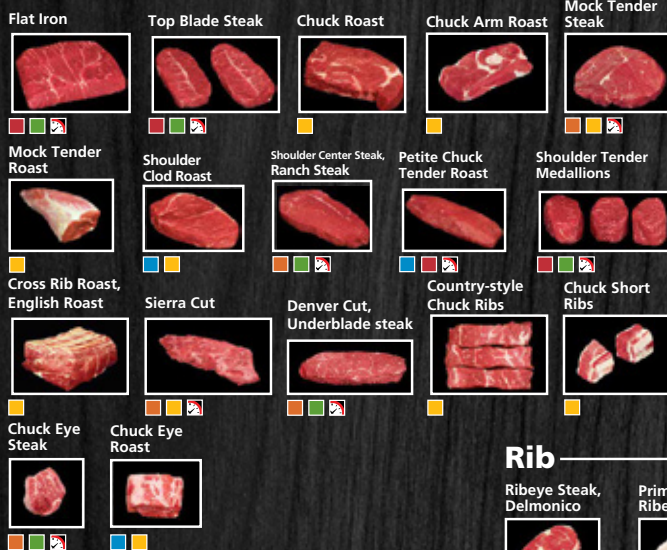 Flat Iron
Top Blade Steak
Chuck Roast
Chuck Arm Roast
Mock Tender
Steak
Mock Tender
Roast
Shoulder
Clod Roast
Shoulder Center Steak,
Ranch Steak
Petite Chuck
Tender Roast
Shoulder Tender
Medallions
Cross Rib Roast,
English Roast
Sierra Cut
Denver Cut,
Underblade steak
Country-style
Chuck Ribs
Chuck Short
Ribs
Chuck Eye
Steak
Chuck Eye
Roast
Rib
Ribeye Steak,
Delmonico
Prim
Ribe